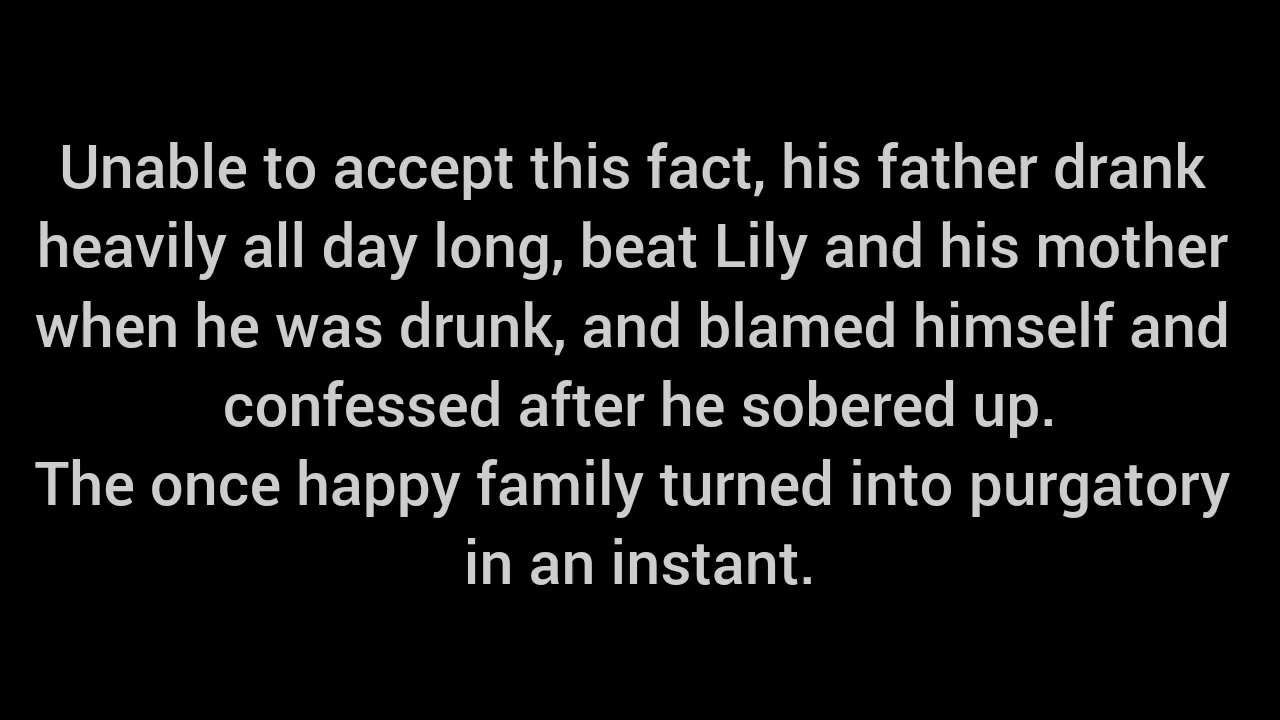 Unable to accept this fact, his father drank
heavily all day long, beat Lily and his mother
when he was drunk, and blamed himself and
confessed after he sobered up.
The once happy family turned into purgatory
in an instant.